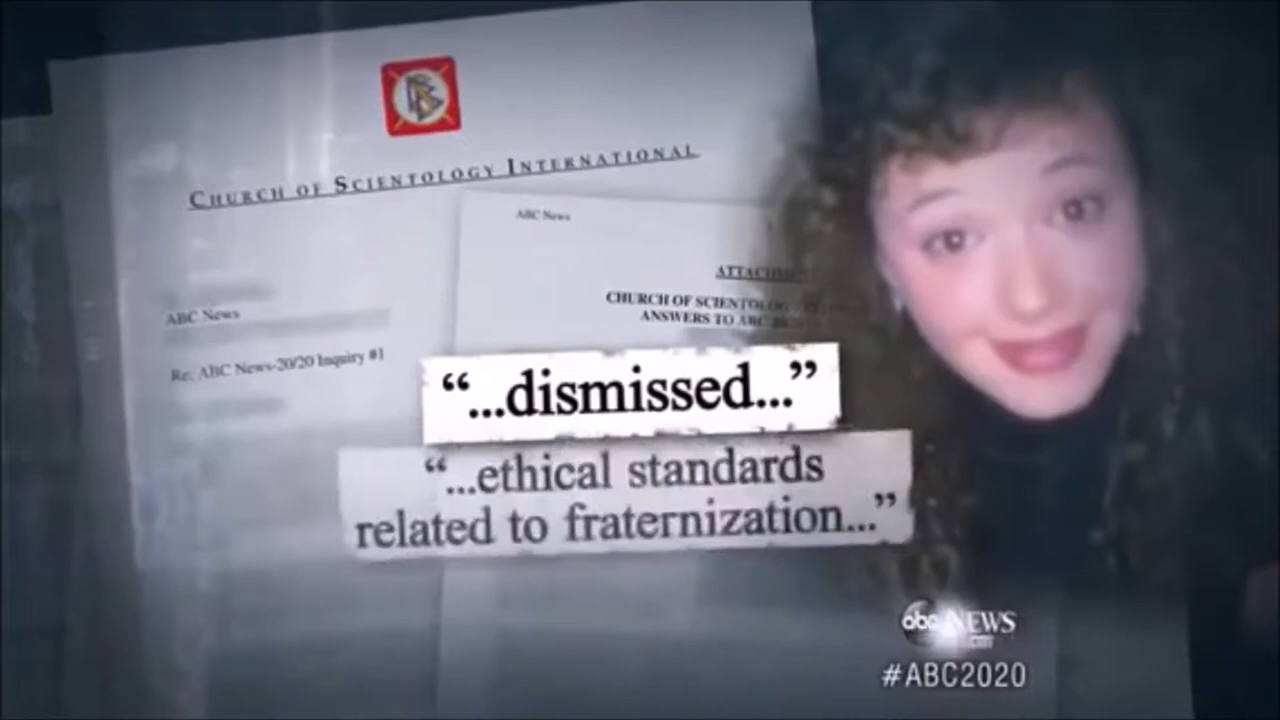 CHURCH OF SCIENTOLOGY INTERNATIONAL
ABC News
ATTACHMENT
CHURCH OF SCIENTOLOGY
ANSWERS TO ABC
ABC News
Re: ABC News-20/20 Inquiry #1
“...dismissed...”
“...ethical standards
related to fraternization...”
abc NEWS
#ABC2020